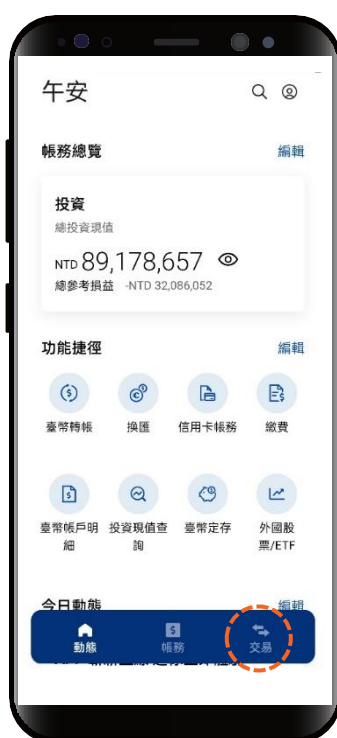 午安
帳務總覽 編輯
投資
總投資現值
NTD 89,178,657
總參考損益 -NTD 32,086,052
功能捷徑 編輯
臺幣轉帳 換匯 信用卡帳務 繳費
臺幣帳戶明細 投資現值查詢 臺幣定存 外國股票/ETF
今日動態 編輯
動態 帳務 交易